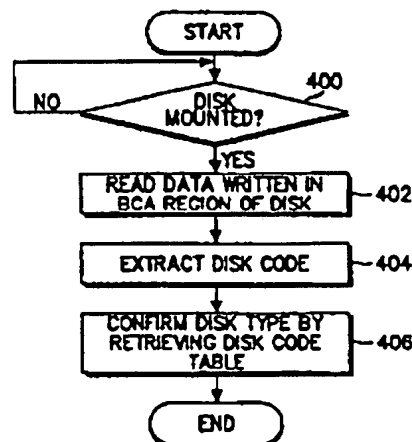 START
400
NO
DISK
MOUNTED?
YES
READ DATA WRITTEN IN
BCA REGION OF DISK
402
EXTRACT DISK CODE
404
CONFIRM DISK TYPE BY
RETRIEVING DISK CODE
TABLE
406
END